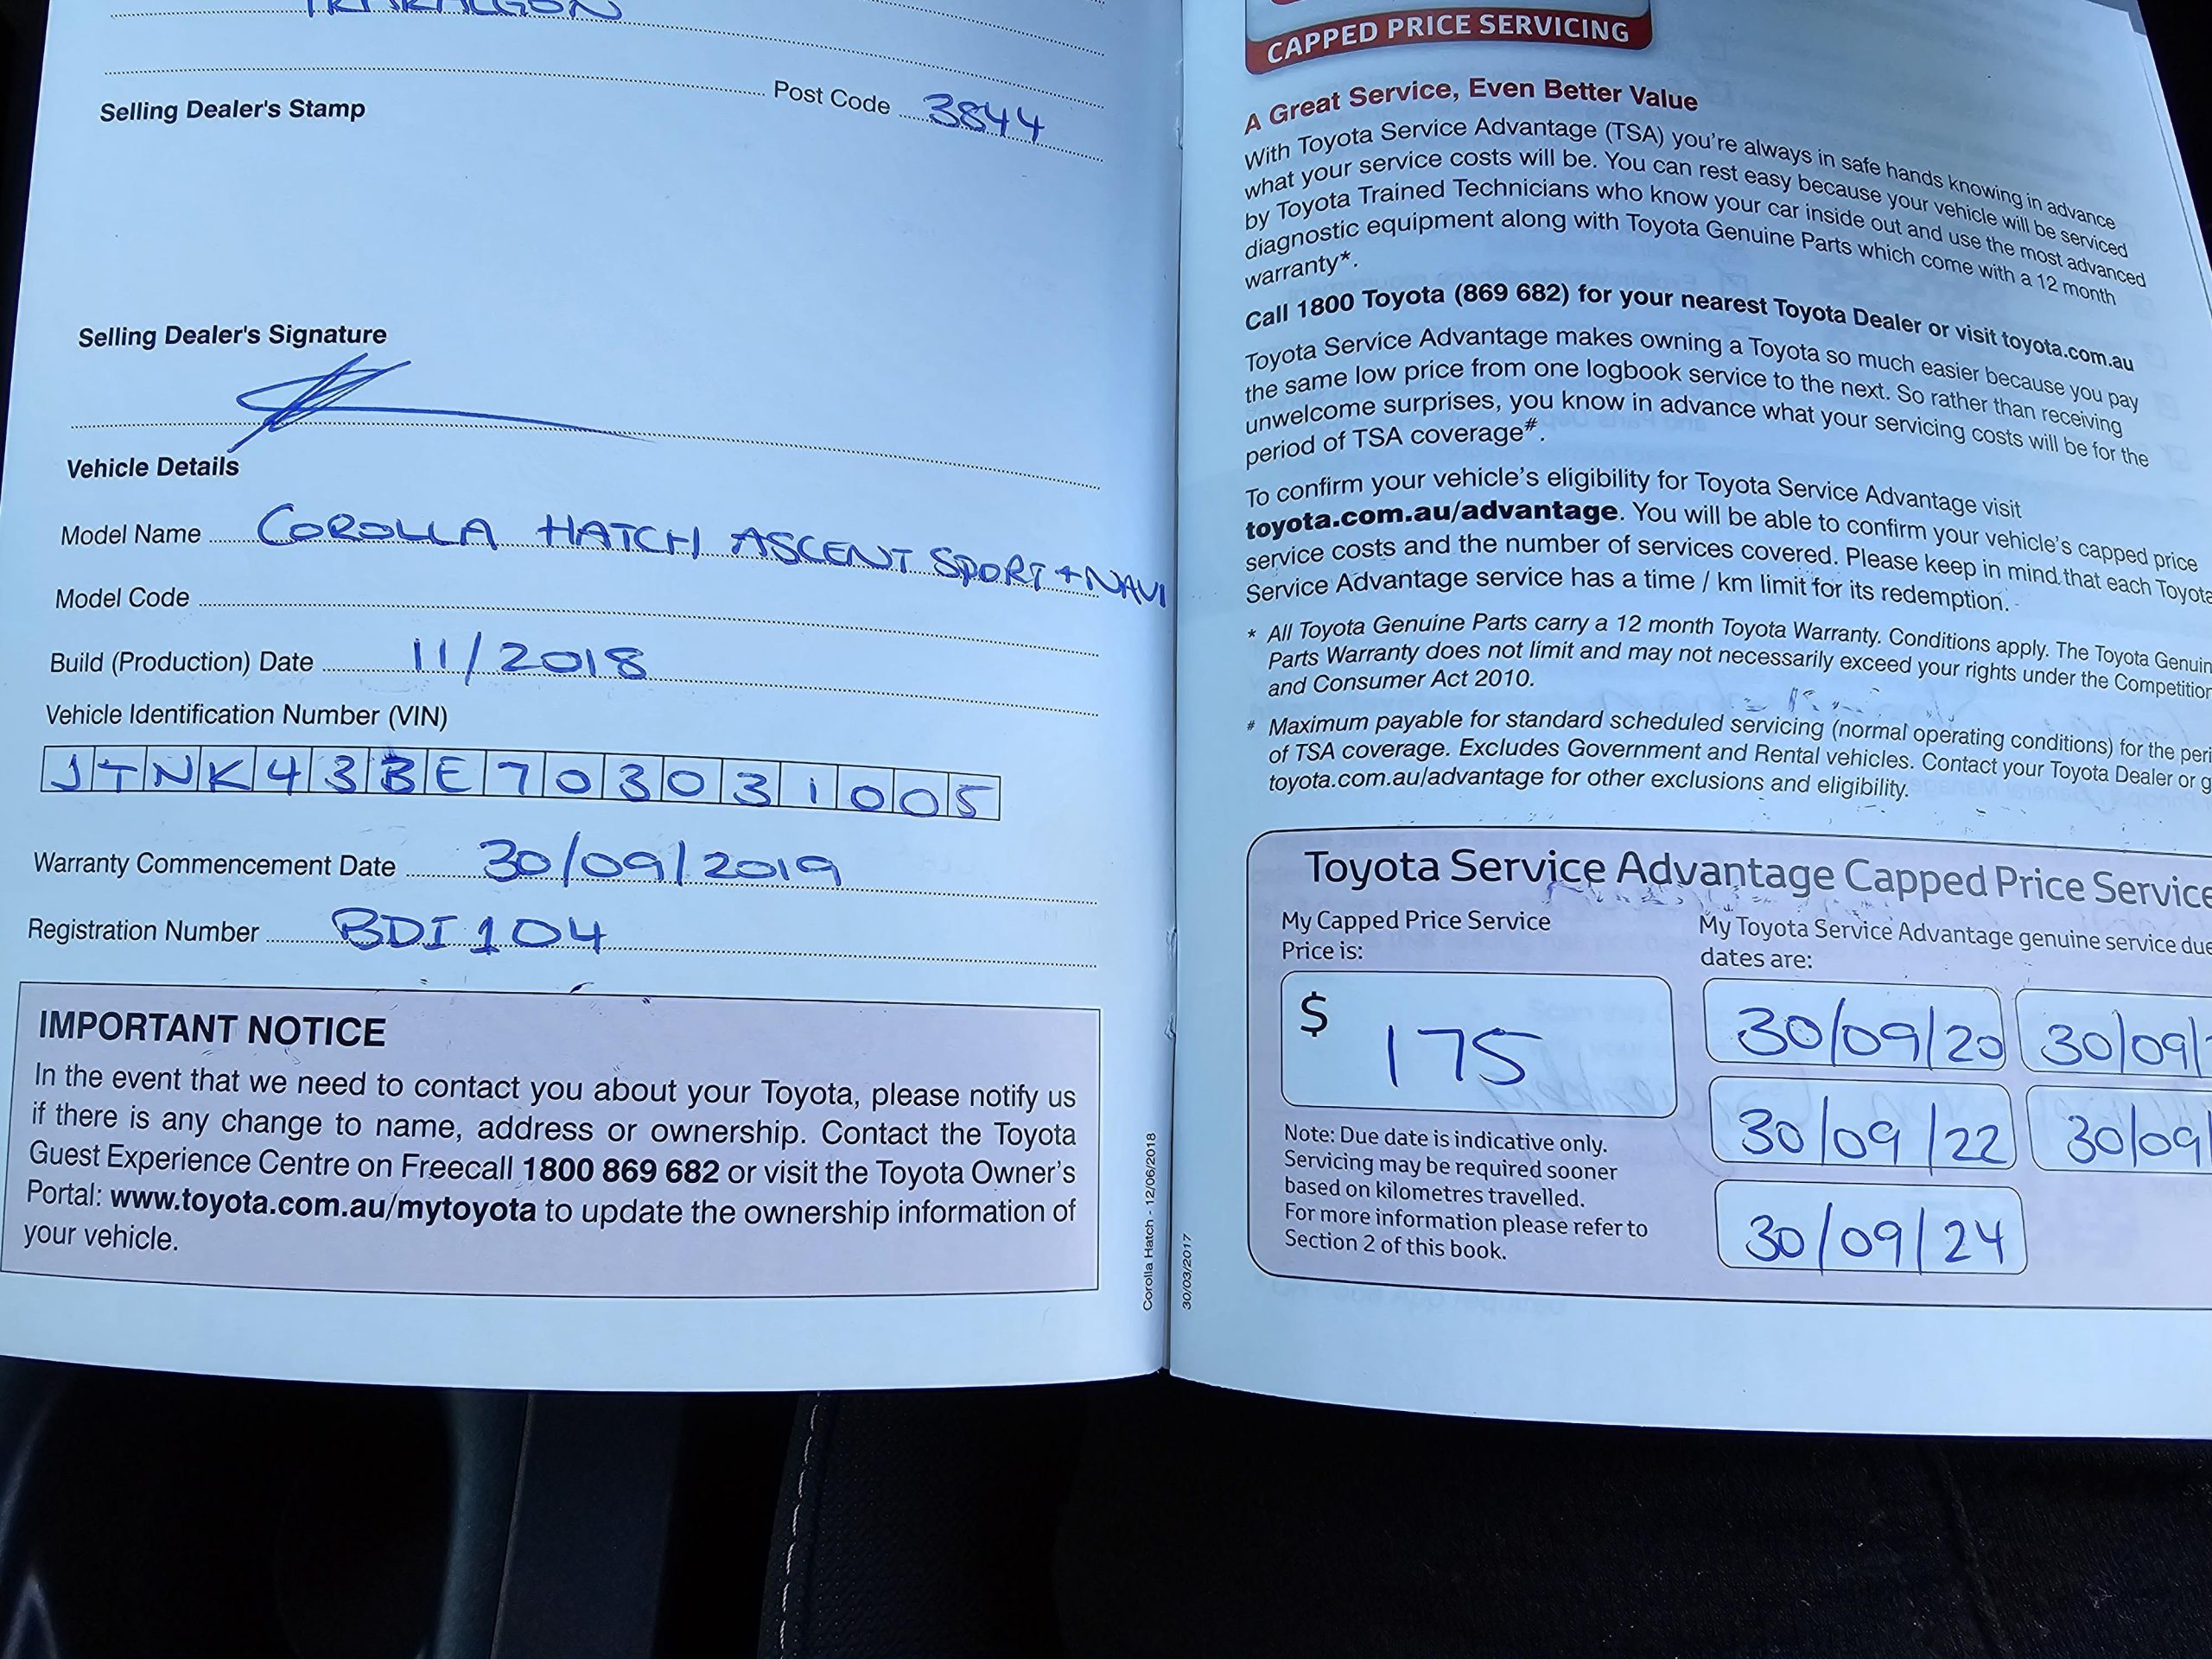 TRARALGON
Post Code 3844
Selling Dealer's Stamp
Selling Dealer's Signature
Vehicle Details
Model Name COROLLA HATCH ASCENT SPORT + NAVI
Model Code
Build (Production) Date 11/2018
Vehicle Identification Number (VIN)
JTNK43BE703031005
Warranty Commencement Date 30/09/2019
Registration Number BDI 104
IMPORTANT NOTICE
In the event that we need to contact you about your Toyota, please notify us
if there is any change to name, address or ownership. Contact the Toyota
Guest Experience Centre on Freecall 1800 869 682 or visit the Toyota Owner's
Portal: www.toyota.com.au/mytoyota to update the ownership information of
your vehicle.
Corolla Hatch - 12/06/2018
30/03/2017
CAPPED PRICE SERVICING
A Great Service, Even Better Value
With Toyota Service Advantage (TSA) you're always in safe hands knowing in advance
what your service costs will be. You can rest easy because your vehicle will be serviced
by Toyota Trained Technicians who know your car inside out and use the most advanced
diagnostic equipment along with Toyota Genuine Parts which come with a 12 month
warranty*.
Call 1800 Toyota (869 682) for your nearest Toyota Dealer or visit toyota.com.au
Toyota Service Advantage makes owning a Toyota so much easier because you pay
the same low price from one logbook service to the next. So rather than receiving
unwelcome surprises, you know in advance what your servicing costs will be for the
period of TSA coverage#.
To confirm your vehicle's eligibility for Toyota Service Advantage visit
toyota.com.au/advantage. You will be able to confirm your vehicle's capped price
service costs and the number of services covered. Please keep in mind that each Toyota
Service Advantage service has a time / km limit for its redemption.
* All Toyota Genuine Parts carry a 12 month Toyota Warranty. Conditions apply. The Toyota Genuin
Parts Warranty does not limit and may not necessarily exceed your rights under the Competition
and Consumer Act 2010.
# Maximum payable for standard scheduled servicing (normal operating conditions) for the peri
of TSA coverage. Excludes Government and Rental vehicles. Contact your Toyota Dealer or g
toyota.com.au/advantage for other exclusions and eligibility.
Toyota Service Advantage Capped Price Service
My Capped Price Service
Price is:
$ 175
Note: Due date is indicative only.
Servicing may be required sooner
based on kilometres travelled.
For more information please refer to
Section 2 of this book.
My Toyota Service Advantage genuine service due
dates are:
30/09/20 30/09/
30/09/22 30/09/
30/09/24